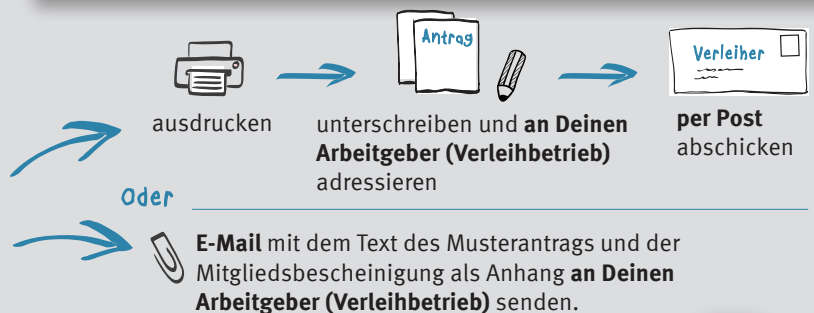 Antrag
Verleiher
ausdrucken
unterschreiben und an Deinen
Arbeitgeber (Verleihbetrieb)
adressieren
per Post
abschicken
Oder
E-Mail mit dem Text des Musterantrags und der
Mitgliedsbescheinigung als Anhang an Deinen
Arbeitgeber (Verleihbetrieb) senden.